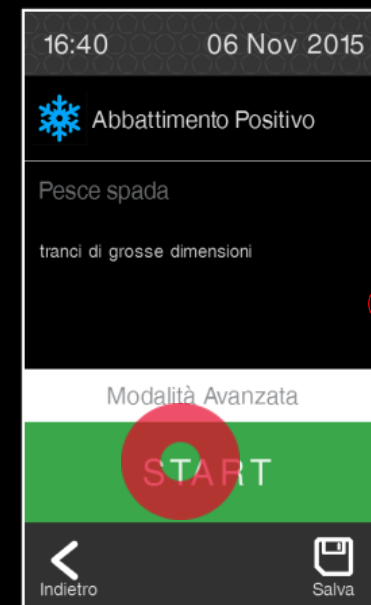 16:40 06 Nov 2015
Abbattimento Positivo
Pesce spada
tranci di grosse dimensioni
Modalità Avanzata
START
Indietro Salva